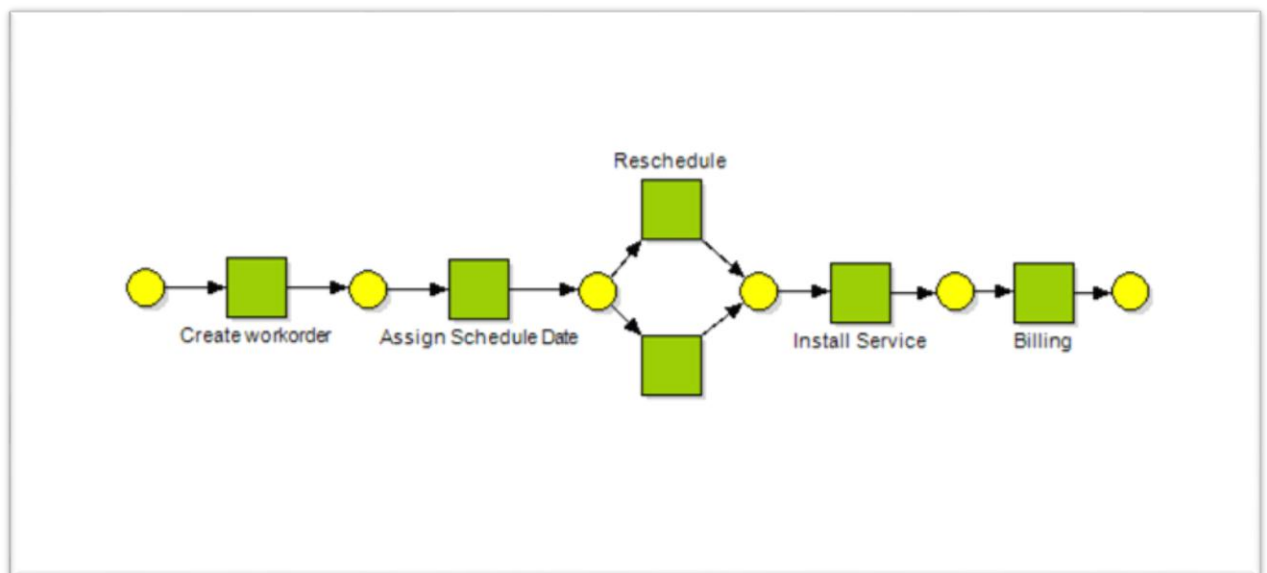 Reschedule
Create workorder
Assign Schedule Date
Install Service
Billing